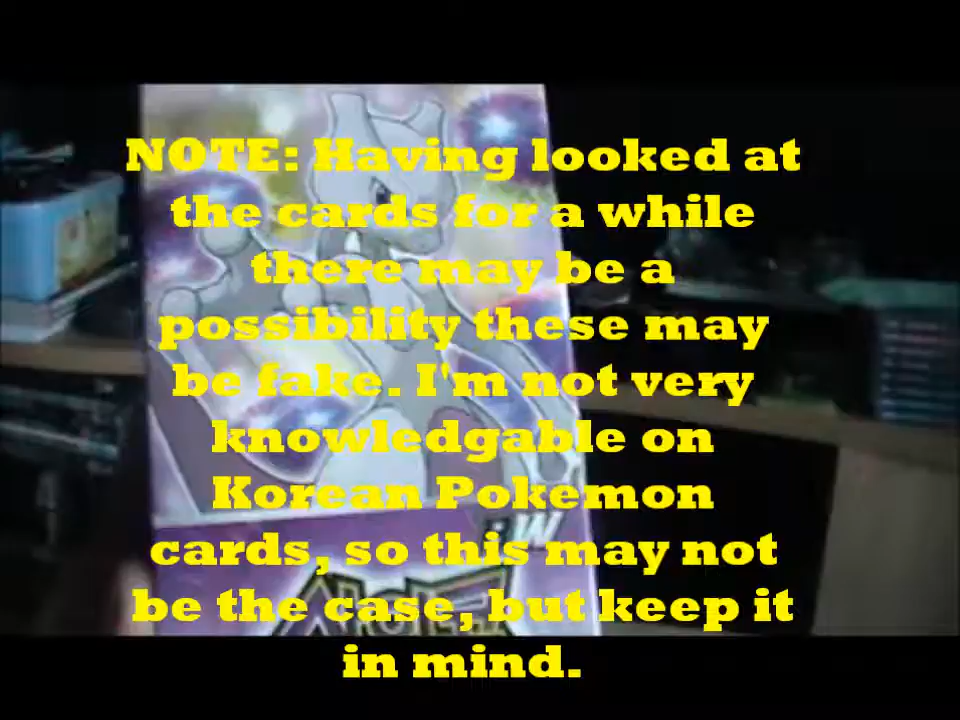 NOTE: Having looked at
the cards for a while
there may be a
possibility these may
be fake. I'm not very
knowledgable on
Korean Pokemon
cards, so this may not
be the case, but keep it
in mind.